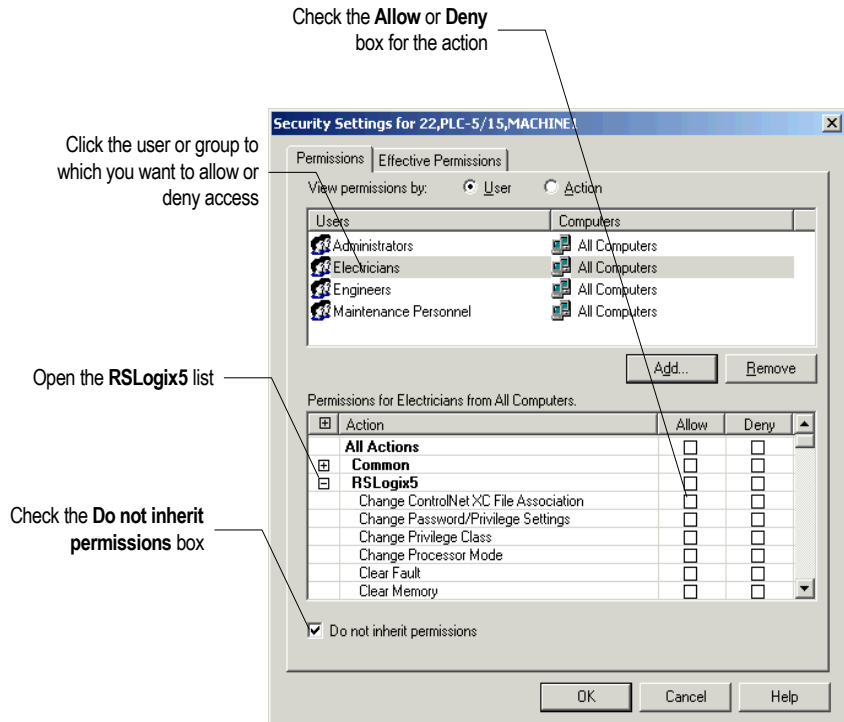 Check the Allow or Deny
box for the action
Click the user or group to
which you want to allow or
deny access
Open the RSLogix5 list
Check the Do not inherit
permissions box
Security Settings for 22,PLC-5/15,MACHINE1
Permissions
Effective Permissions
View permissions by:
User
Action
Users
Computers
Administrators
All Computers
Electricians
All Computers
Engineers
All Computers
Maintenance Personnel
All Computers
Add...
Remove
Permissions for Electricians from All Computers.
Action
Allow
Deny
All Actions
Common
RSLogix5
Change ControlNet XC File Association
Change Password/Privilege Settings
Change Privilege Class
Change Processor Mode
Clear Fault
Clear Memory
Do not inherit permissions
OK
Cancel
Help